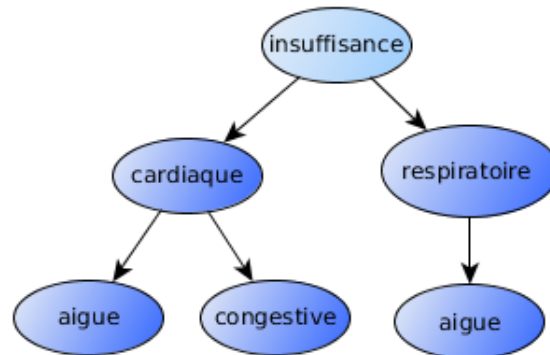 insuffisance
cardiaque
respiratoire
aigue
congestive
aigue